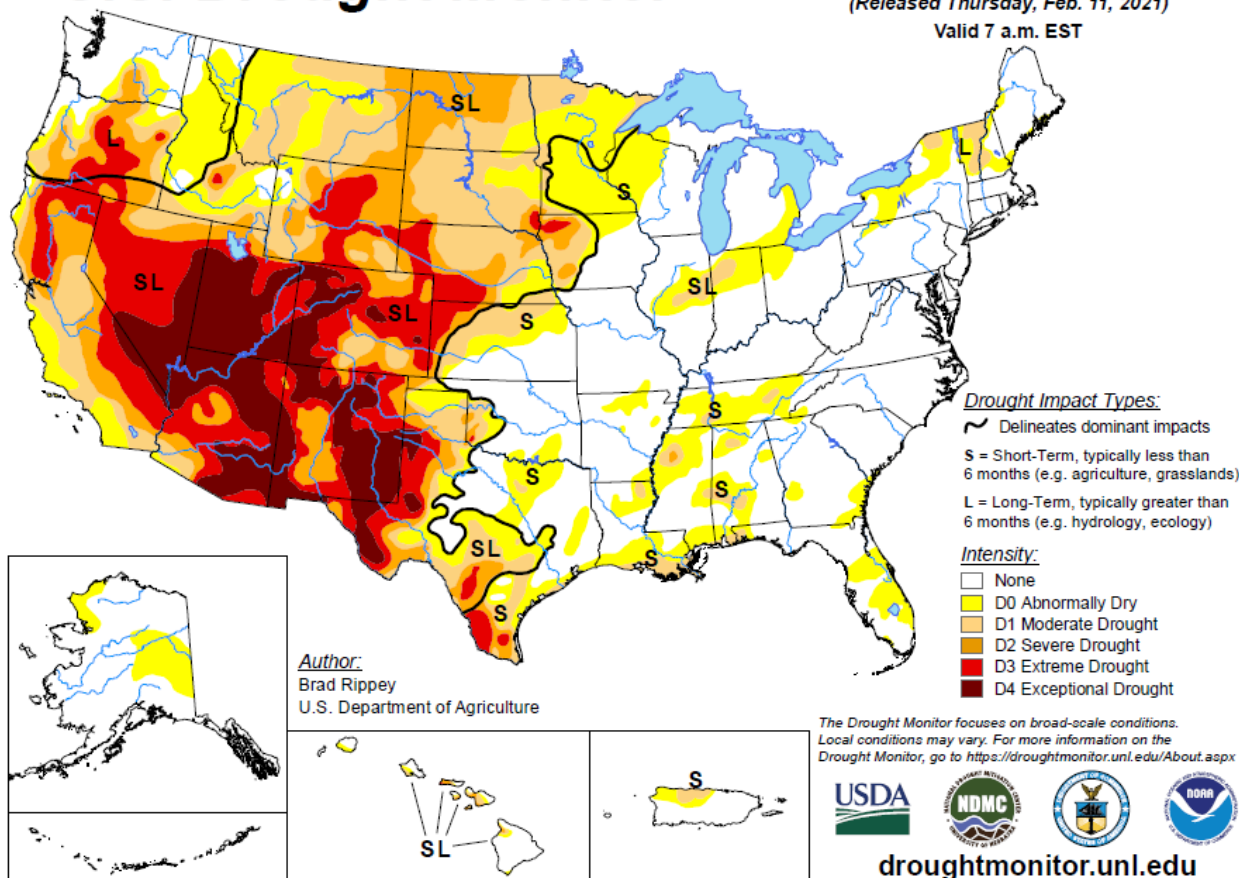 (Released Thursday, Feb. 11, 2021)
Valid 7 a.m. EST
SL
L
L
S
SL
SL
SL
S
S
S
S
SL
S
S
Drought Impact Types:
Delineates dominant impacts
S = Short-Term, typically less than
6 months (e.g. agriculture, grasslands)
L = Long-Term, typically greater than
6 months (e.g. hydrology, ecology)
Intensity:
None
D0 Abnormally Dry
D1 Moderate Drought
D2 Severe Drought
D3 Extreme Drought
D4 Exceptional Drought
Author:
Brad Rippey
U.S. Department of Agriculture
The Drought Monitor focuses on broad-scale conditions.
Local conditions may vary. For more information on the
Drought Monitor, go to https://droughtmonitor.unl.edu/About.aspx
S
SL
USDA
NDMC
NOAA
droughtmonitor.unl.edu